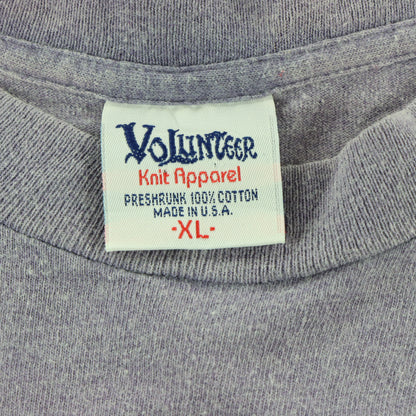 VOLUNTEER
Knit Apparel
PRESHRUNK 100% COTTON
MADE IN U.S.A.
-XL-